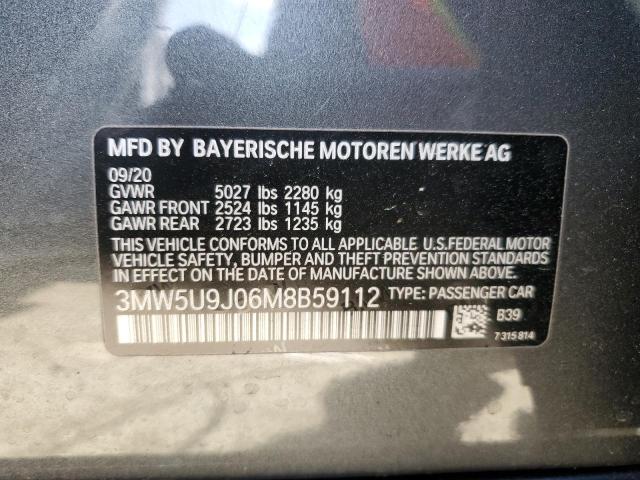 MFD BY BAYERISCHE MOTOREN WERKE AG
09/20
GVWR 5027 lbs 2280 kg
GAWR FRONT 2524 lbs 1145 kg
GAWR REAR 2723 lbs 1235 kg
THIS VEHICLE CONFORMS TO ALL APPLICABLE U.S.FEDERAL MOTOR
VEHICLE SAFETY, BUMPER AND THEFT PREVENTION STANDARDS
IN EFFECT ON THE DATE OF MANUFACTURE SHOWN ABOVE.
3MW5U9J06M8B59112 TYPE: PASSENGER CAR
B39
7 315 814